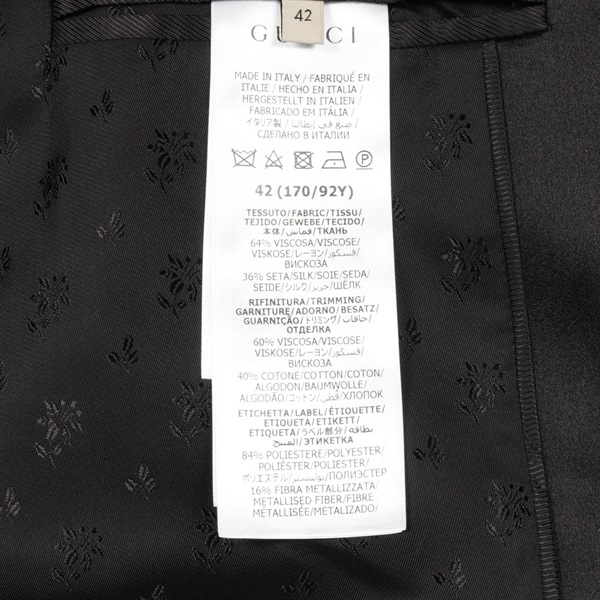 42
GUCCI
MADE IN ITALY / FABRIQUÉ EN
ITALIE / HECHO EN ITALIA /
HERGESTELLT IN ITALIEN /
FABRICADO EM ITÁLIA /
イタリア製 / صنع في إيطاليا /
СДЕЛАНО В ИТАЛИИ
P
42 (170/92Y)
TESSUTO/FABRIC/TISSU/
TEJIDO/GEWEBE/TECIDO/
本体/قماش/ТКАНЬ
64% VISCOSA/VISCOSE/
VISKOSE/レーヨン/فسكوز/
ВИСКОЗА
36% SETA/SILK/SOIE/SEDA/
SEIDE/シルク/حرير/ШЁЛК
RIFINITURA/TRIMMING/
GARNITURE/ADORNO/BESATZ/
GUARNIÇÃO/トリミング/حافات/
ОТДЕЛКА
60% VISCOSA/VISCOSE/
VISKOSE/レーヨン/فسكوز/
ВИСКОЗА
40% COTONE/COTTON/COTON/
ALGODON/BAUMWOLLE/
ALGODÃO/コットン/قطن/ХЛОПОК
ETICHETTA/LABEL/ÉTIQUETTE/
ETIQUETA/ETIKETT/
ETIQUETA/ラベル部分/بطاقة
المنتج/ЭТИКЕТКА
84% POLIESTERE/POLYESTER/
POLIÉSTER/POLYESTER/
ポリエステル/بوليستر/ПОЛИЭСТЕР
16% FIBRA METALLIZZATA/
METALLISED FIBER/FIBRE
MÉTALLISÉE/METALIZADO/